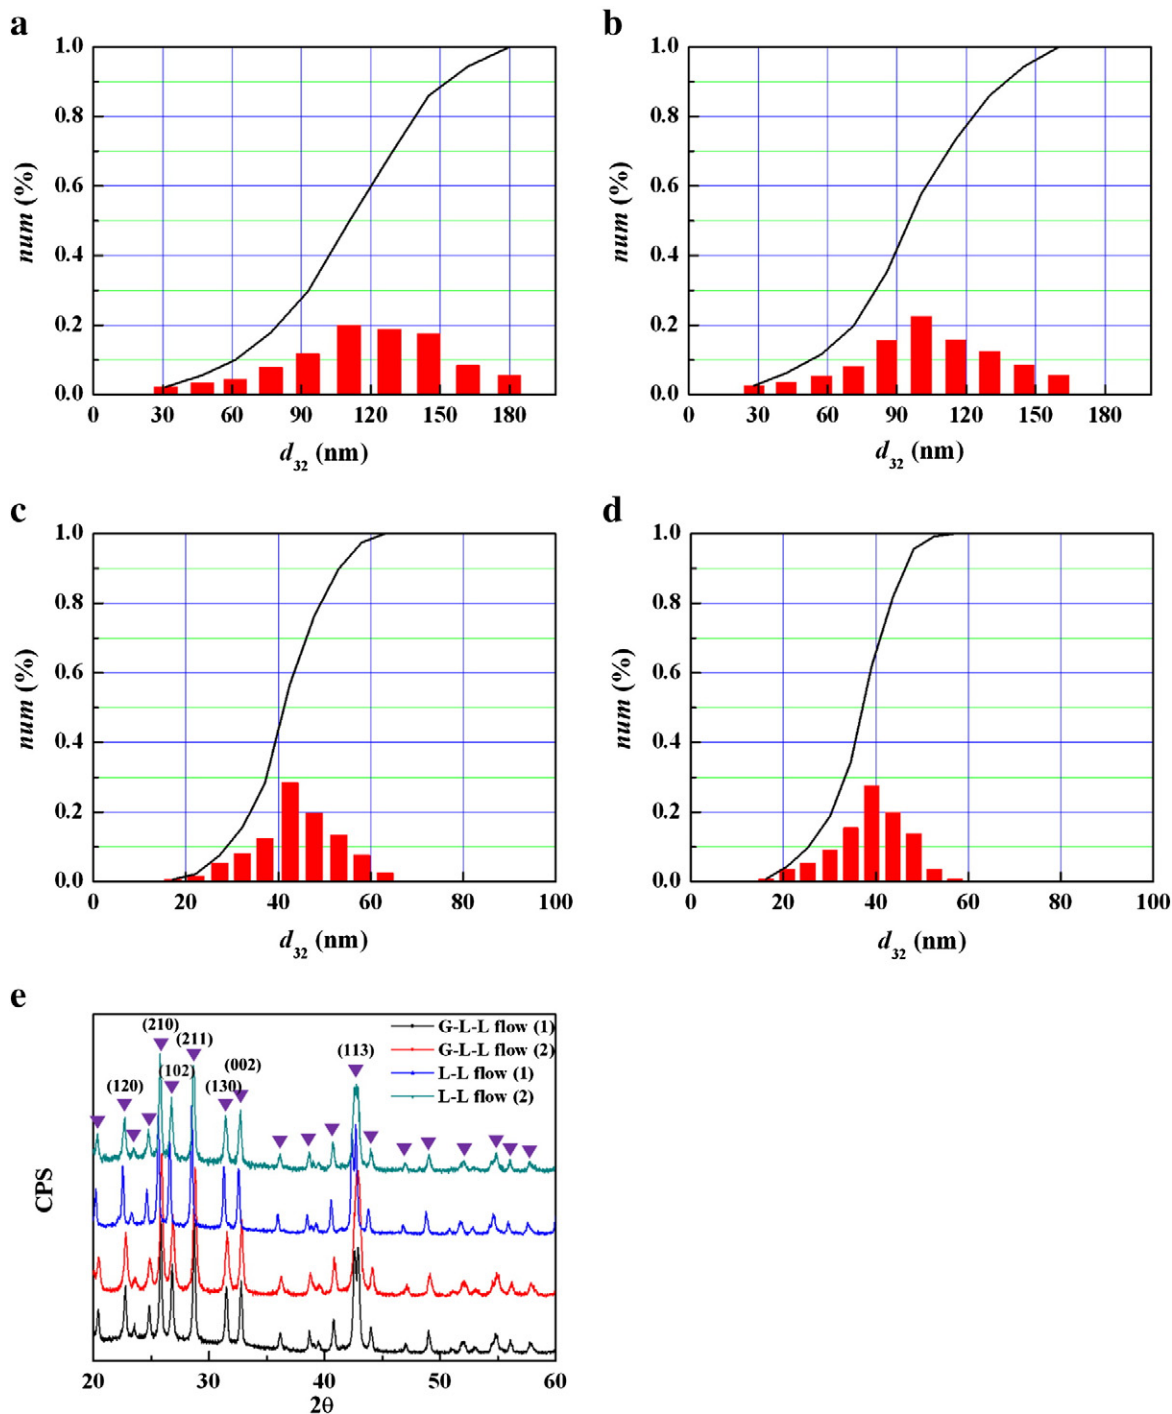 a
1.0
0.8
0.6
0.4
0.2
0.0
num (%)
0 30 60 90 120 150 180
d32 (nm)
b
1.0
0.8
0.6
0.4
0.2
0.0
num (%)
0 30 60 90 120 150 180
d32 (nm)
c
1.0
0.8
0.6
0.4
0.2
0.0
num (%)
0 20 40 60 80 100
d32 (nm)
d
1.0
0.8
0.6
0.4
0.2
0.0
num (%)
0 20 40 60 80 100
d32 (nm)
e
(210)
(211)
(120)
(102)
(130)
(002)
(113)
G-L-L flow (1)
G-L-L flow (2)
L-L flow (1)
L-L flow (2)
CPS
20 30 40 50 60
2θ